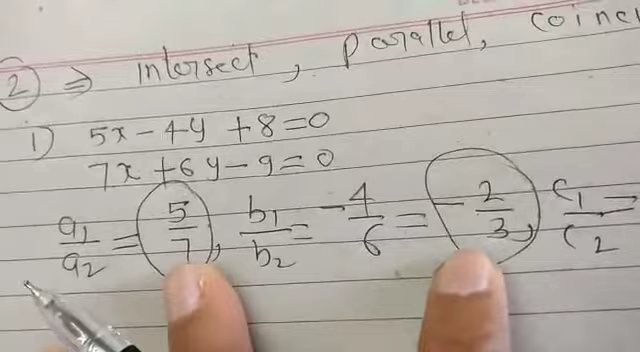 ② ⇒ intersect, parallel,
1) 5x - 4y + 8 = 0
7x + 6y - 9 = 0
a₁/a₂ = 5/7, b₁/b₂ = -4/6 = -2/3, c₁/c₂ =